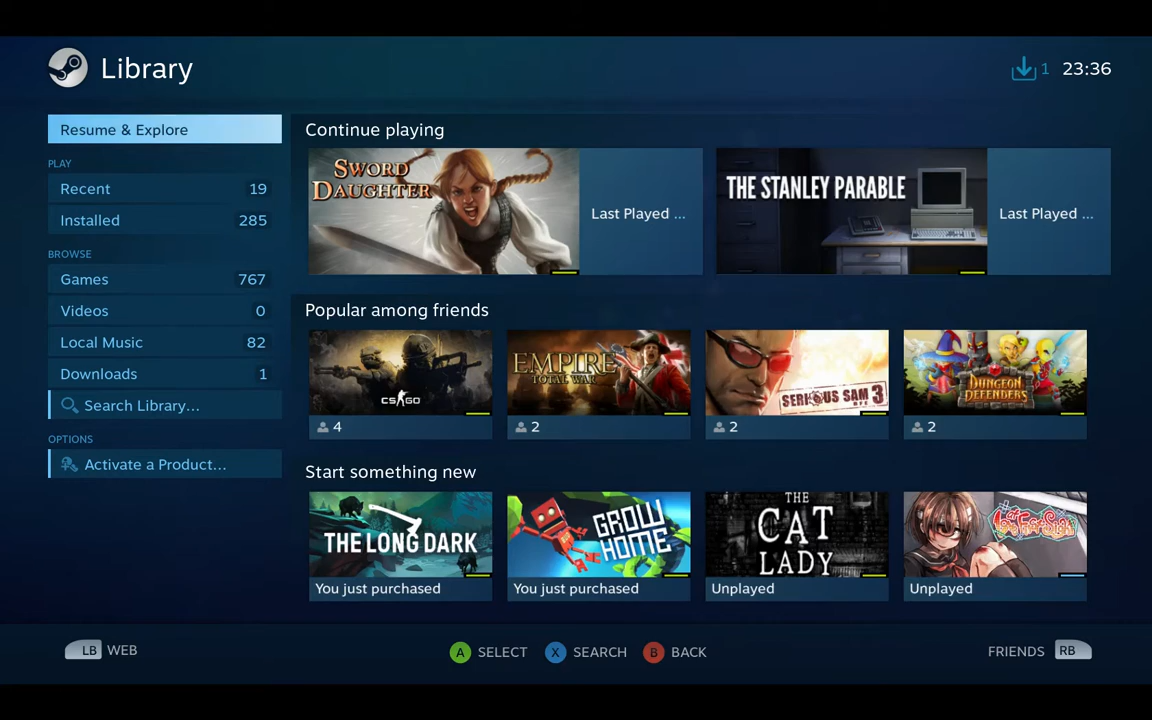 Library
1 23:36
Resume & Explore
PLAY
Recent 19
Installed 285
BROWSE
Games 767
Videos 0
Local Music 82
Downloads 1
Search Library...
OPTIONS
Activate a Product...
Continue playing
SWORD
DAUGHTER
Last Played ...
THE STANLEY PARABLE
Last Played ...
Popular among friends
CS GO
4
EMPIRE
TOTAL WAR
2
SERIOUS SAM 3
BFE
2
DUNGEON
DEFENDERS
2
Start something new
THE LONG DARK
You just purchased
GROW
HOME
You just purchased
THE
CAT
LADY
Unplayed
Unplayed
LB WEB
A SELECT
X SEARCH
B BACK
FRIENDS RB